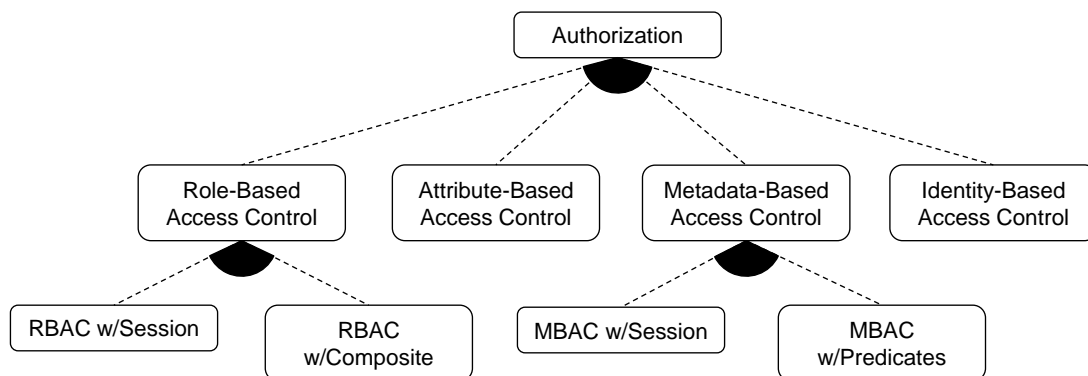 Authorization
Role-Based
Access Control
Attribute-Based
Access Control
Metadata-Based
Access Control
Identity-Based
Access Control
RBAC w/Session
RBAC
w/Composite
MBAC w/Session
MBAC
w/Predicates